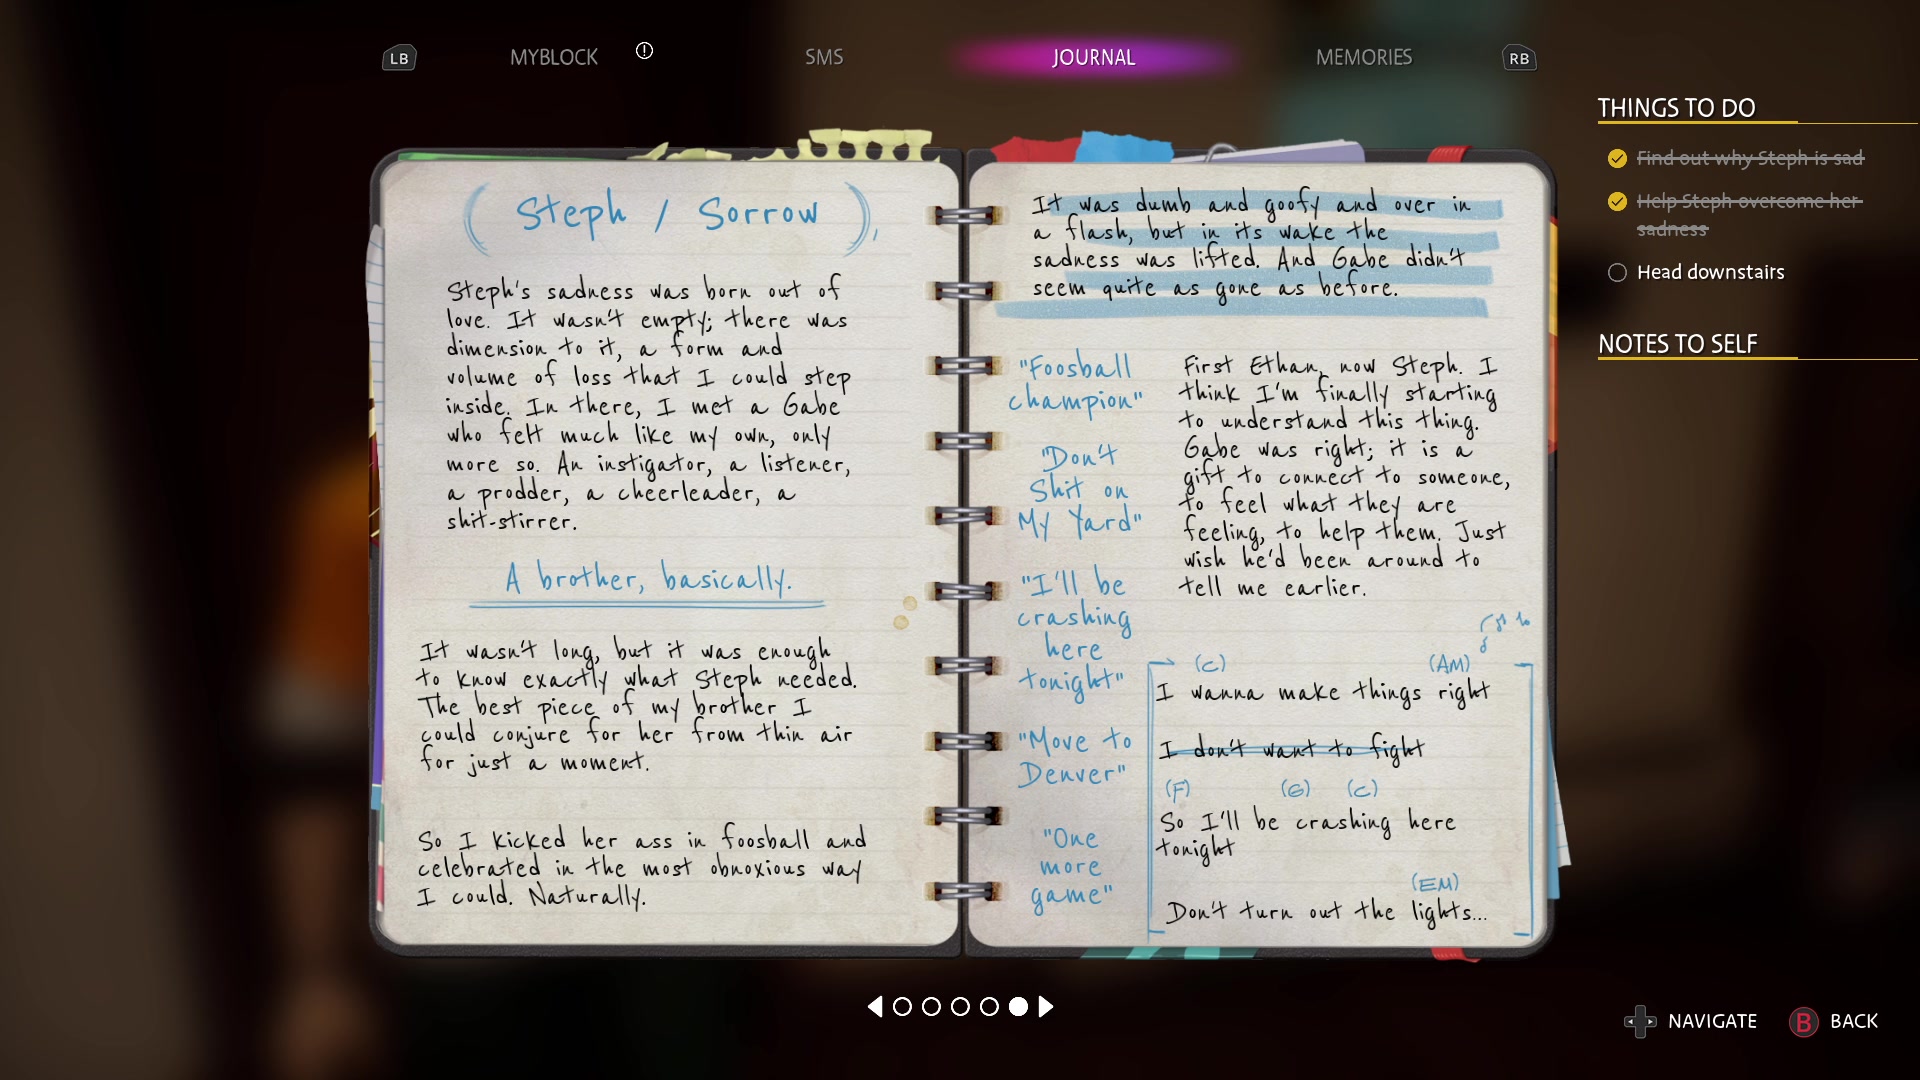 LB
MYBLOCK
SMS
JOURNAL
MEMORIES
RB
THINGS TO DO
Find out why Steph is sad
Help Steph overcome her
sadness
Head downstairs
NOTES TO SELF
(Steph / Sorrow)
Steph's sadness was born out of
love. It wasn't empty; there was
dimension to it, a form and
volume of loss that I could step
inside. In there, I met a Gabe
who felt much like my own, only
more so. An instigator, a listener,
a prodder, a cheerleader, a
shit-stirrer.
A brother, basically.
It wasn't long, but it was enough
to know exactly what Steph needed.
The best piece of my brother I
could conjure for her from thin air
for just a moment.
So I kicked her ass in foosball and
celebrated in the most obnoxious way
I could. Naturally.
It was dumb and goofy and over in
a flash, but in its wake the
sadness was lifted. And Gabe didn't
seem quite as gone as before.
"Foosball
champion"
"Don't
Shit on
My Yard"
"I'll be
crashing
here
tonight"
"Move to
Denver"
"One
more
game"
First Ethan, now Steph. I
think I'm finally starting
to understand this thing.
Gabe was right; it is a
gift to connect to someone,
to feel what they are
feeling, to help them. Just
wish he'd been around to
tell me earlier.
(C) (AM)
I wanna make things right
I don't want to fight
(F) (G) (C)
So I'll be crashing here
tonight
(EM)
Don't turn out the lights...
NAVIGATE
B BACK